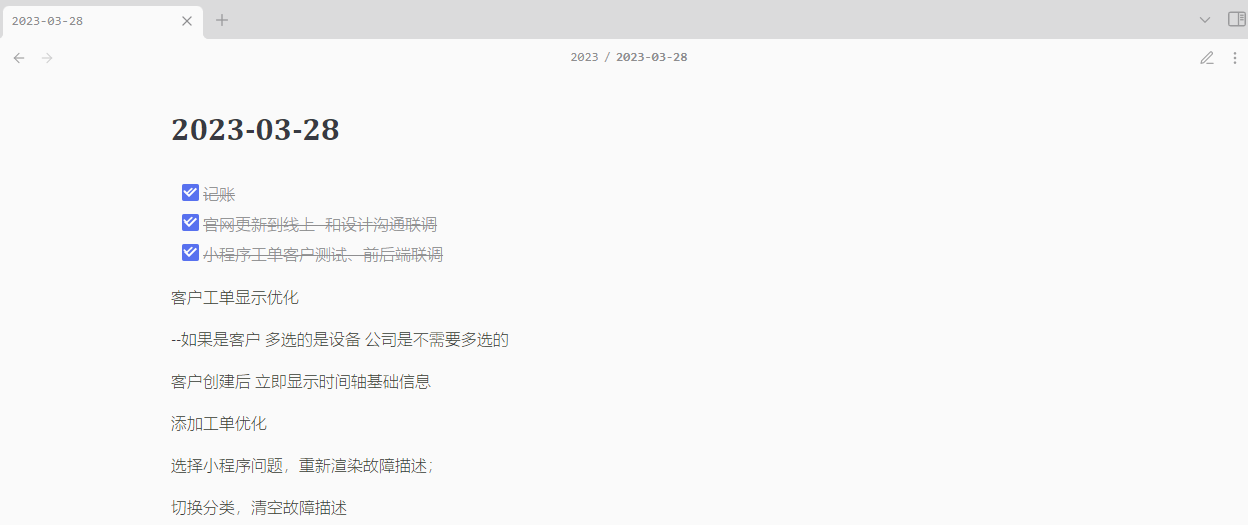 2023-03-28
2023 / 2023-03-28
2023-03-28
记账
官网更新到线上 和设计沟通联调
小程序工单客户测试、前后端联调
客户工单显示优化
--如果是客户 多选的是设备 公司是不需要多选的
客户创建后 立即显示时间轴基础信息
添加工单优化
选择小程序问题，重新渲染故障描述；
切换分类，清空故障描述